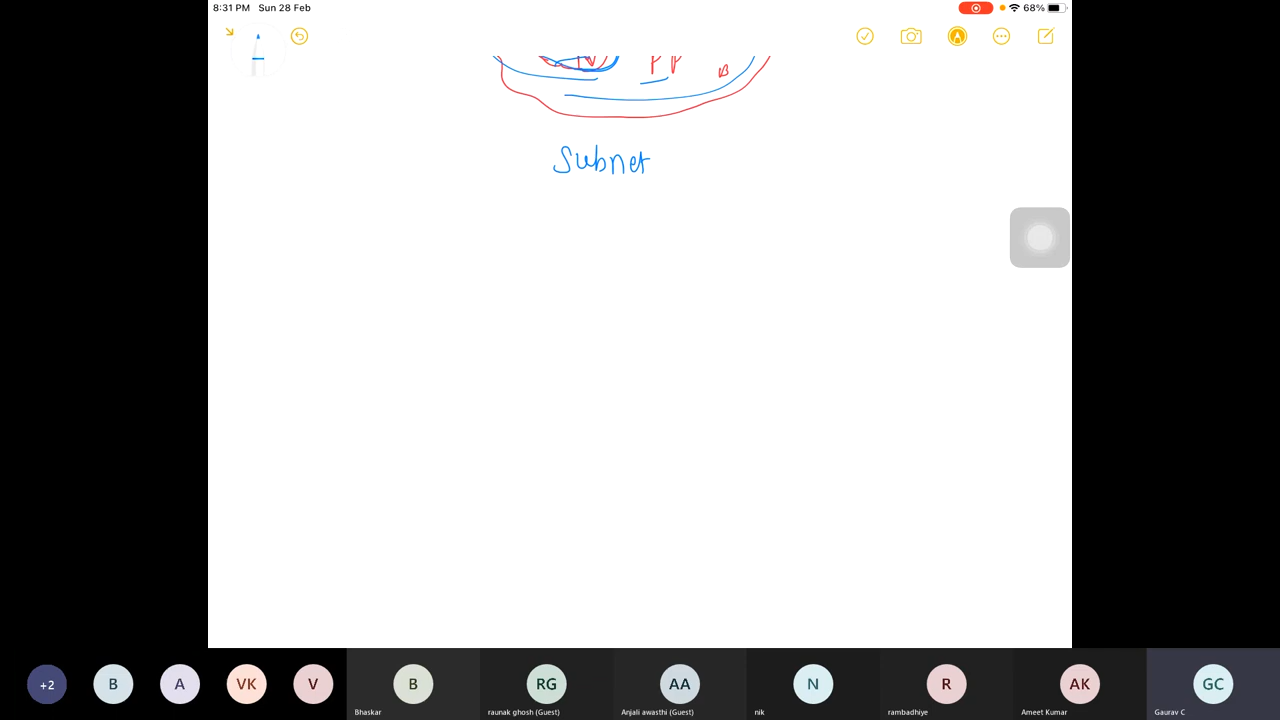 8:31 PM Sun 28 Feb 68%
PP
B
Subnet
+2 B A VK V B RG AA N R AK GC
Bhaskar raunak ghosh (Guest) Anjali awasthi (Guest) nik rambadhiye Ameet Kumar Gaurav C